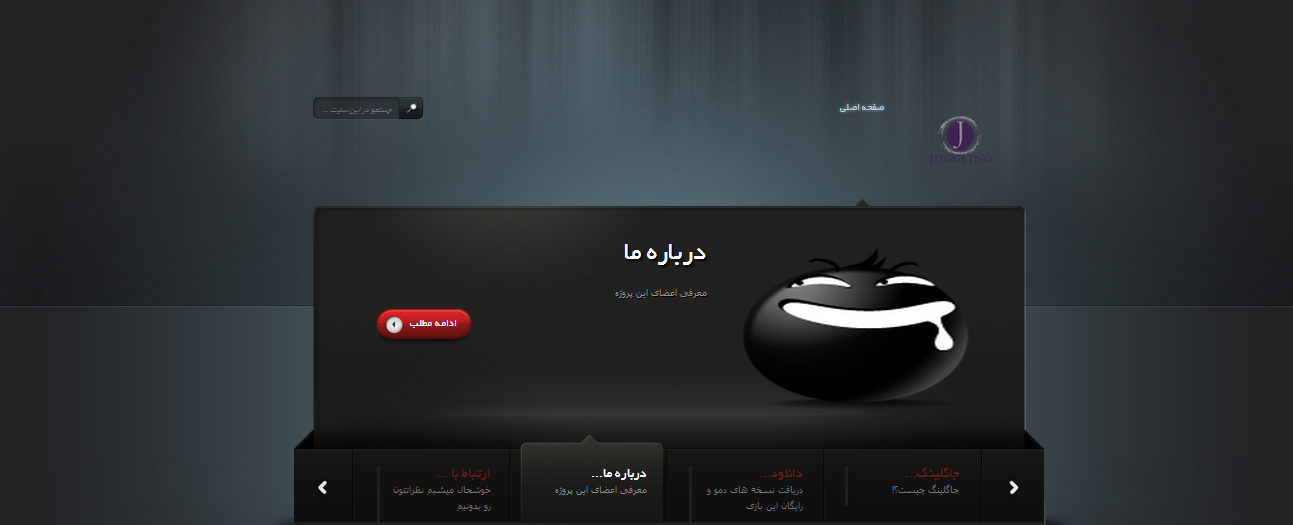 صفحه اصلی
جستجو در این سایت ...
J
JUGGLING
درباره ما
معرفی اعضای این پروژه
ادامه مطلب
جاگلینگ...
جاگلینگ چیست؟!
دانلود...
دریافت نسخه های دمو و
رایگان این بازی
درباره ما...
معرفی اعضای این پروژه
ارتباط با ...
خوشحال میشیم نظراتتون
رو بدونیم